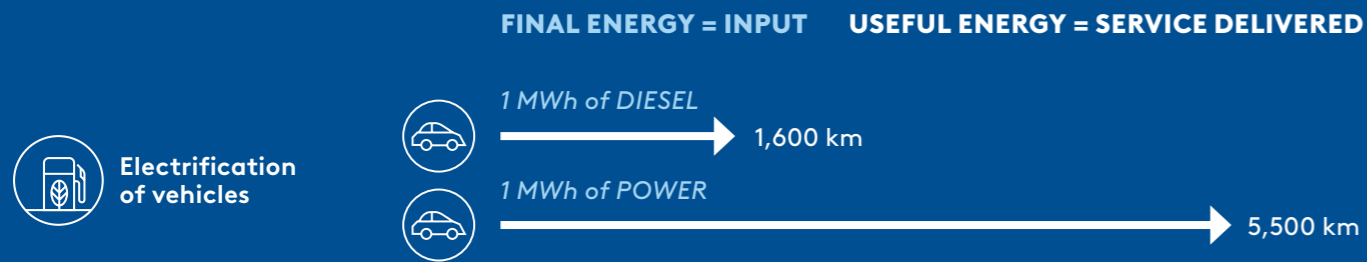 FINAL ENERGY = INPUT USEFUL ENERGY = SERVICE DELIVERED
1 MWh of DIESEL
1,600 km
Electrification
of vehicles
1 MWh of POWER
5,500 km